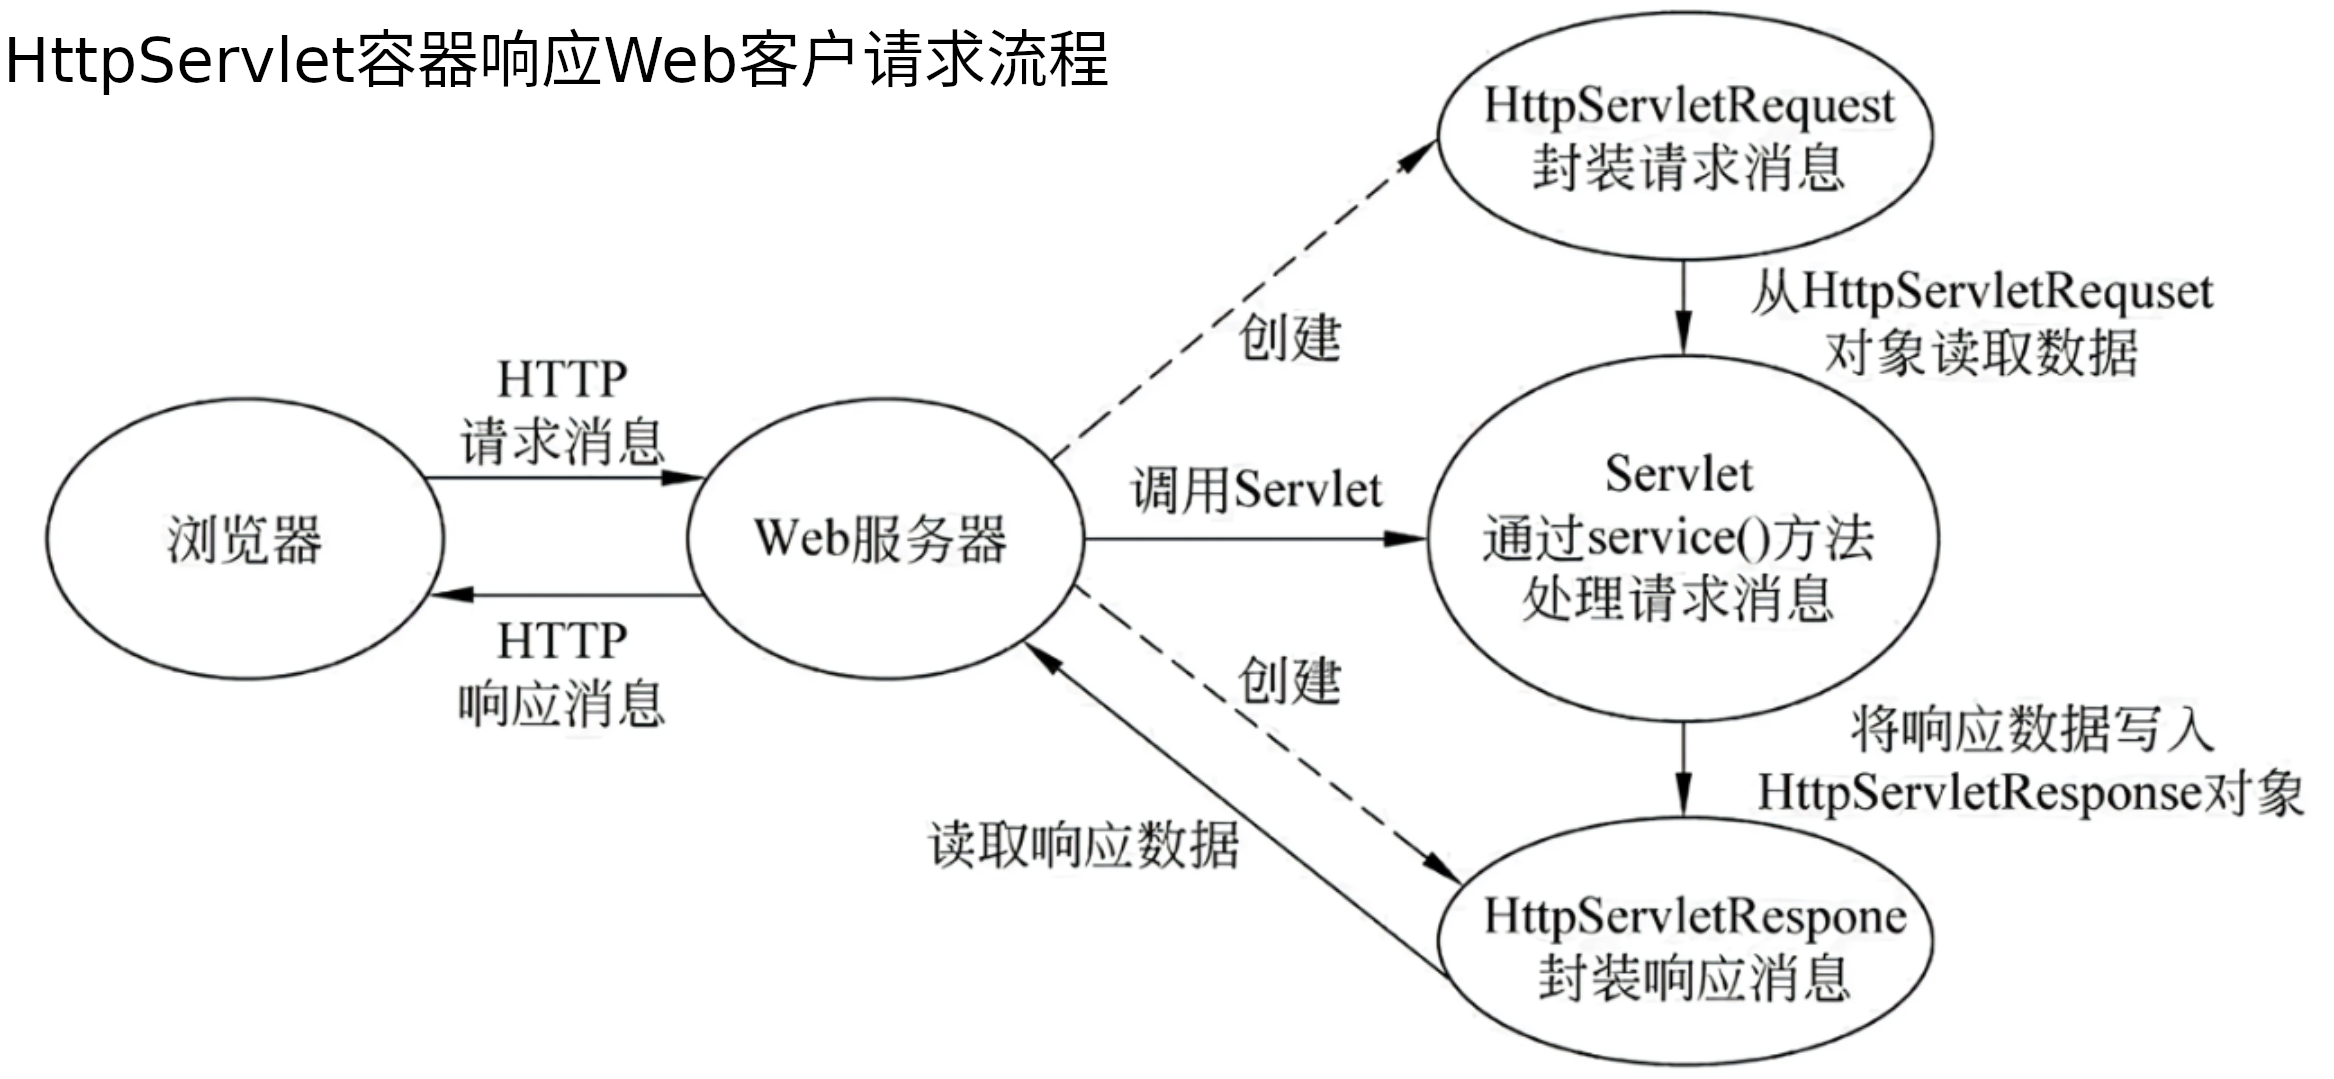 HttpServlet容器响应Web客户请求流程
HttpServletRequest
封装请求消息
从HttpServletRequset
对象读取数据
创建
HTTP
请求消息
调用Servlet
浏览器
Web服务器
Servlet
通过service()方法
处理请求消息
HTTP
响应消息
创建
将响应数据写入
HttpServletResponse对象
读取响应数据
HttpServletRespone
封装响应消息